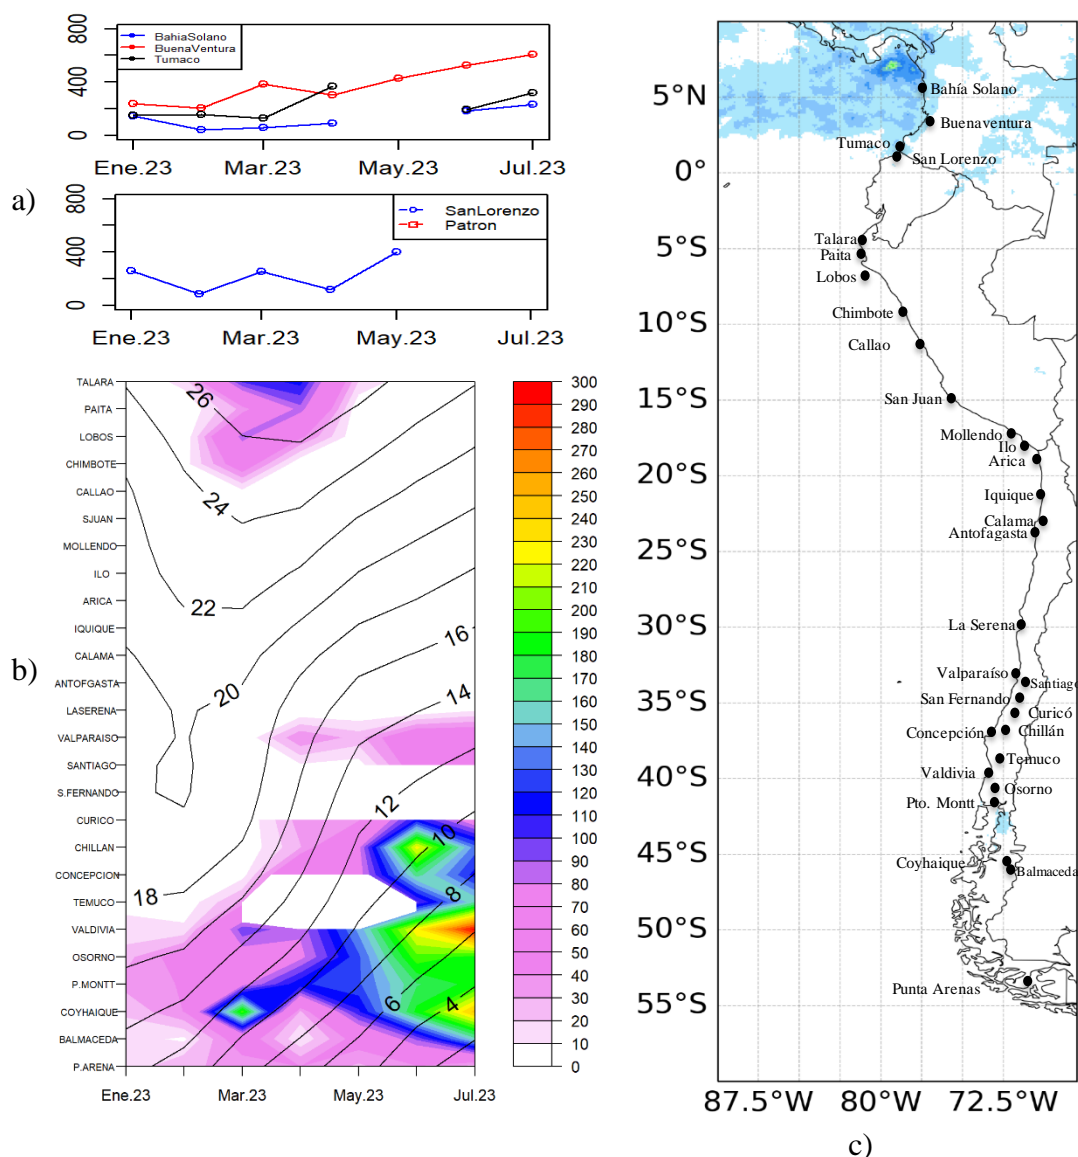 a)
800
400
0
BahiaSolano
BuenaVentura
Tumaco
Ene.23
Mar.23
May.23
Jul.23
800
400
0
SanLorenzo
Patron
Ene.23
Mar.23
May.23
Jul.23
b)
TALARA
PAITA
LOBOS
CHIMBOTE
CALLAO
SJUAN
MOLLENDO
ILO
ARICA
IQUIQUE
CALAMA
ANTOFGASTA
LASERENA
VALPARAISO
SANTIAGO
S.FERNANDO
CURICO
CHILLAN
CONCEPCION
TEMUCO
VALDIVIA
OSORNO
P.MONTT
COYHAIQUE
BALMACEDA
P.ARENA
26
24
22
20
18
16
14
12
10
8
6
4
Ene.23
Mar.23
May.23
Jul.23
300
290
280
270
260
250
240
230
220
210
200
190
180
170
160
150
140
130
120
110
100
90
80
70
60
50
40
30
20
10
0
5°N
0°
5°S
10°S
15°S
20°S
25°S
30°S
35°S
40°S
45°S
50°S
55°S
Bahía Solano
Buenaventura
Tumaco
San Lorenzo
Talara
Paita
Lobos
Chimbote
Callao
San Juan
Mollendo
Ilo
Arica
Iquique
Calama
Antofagasta
La Serena
Valparaíso
Santiago
San Fernando
Curicó
Concepción
Chillán
Temuco
Valdivia
Osorno
Pto. Montt
Coyhaique
Balmaceda
Punta Arenas
87.5°W
80°W
72.5°W
c)